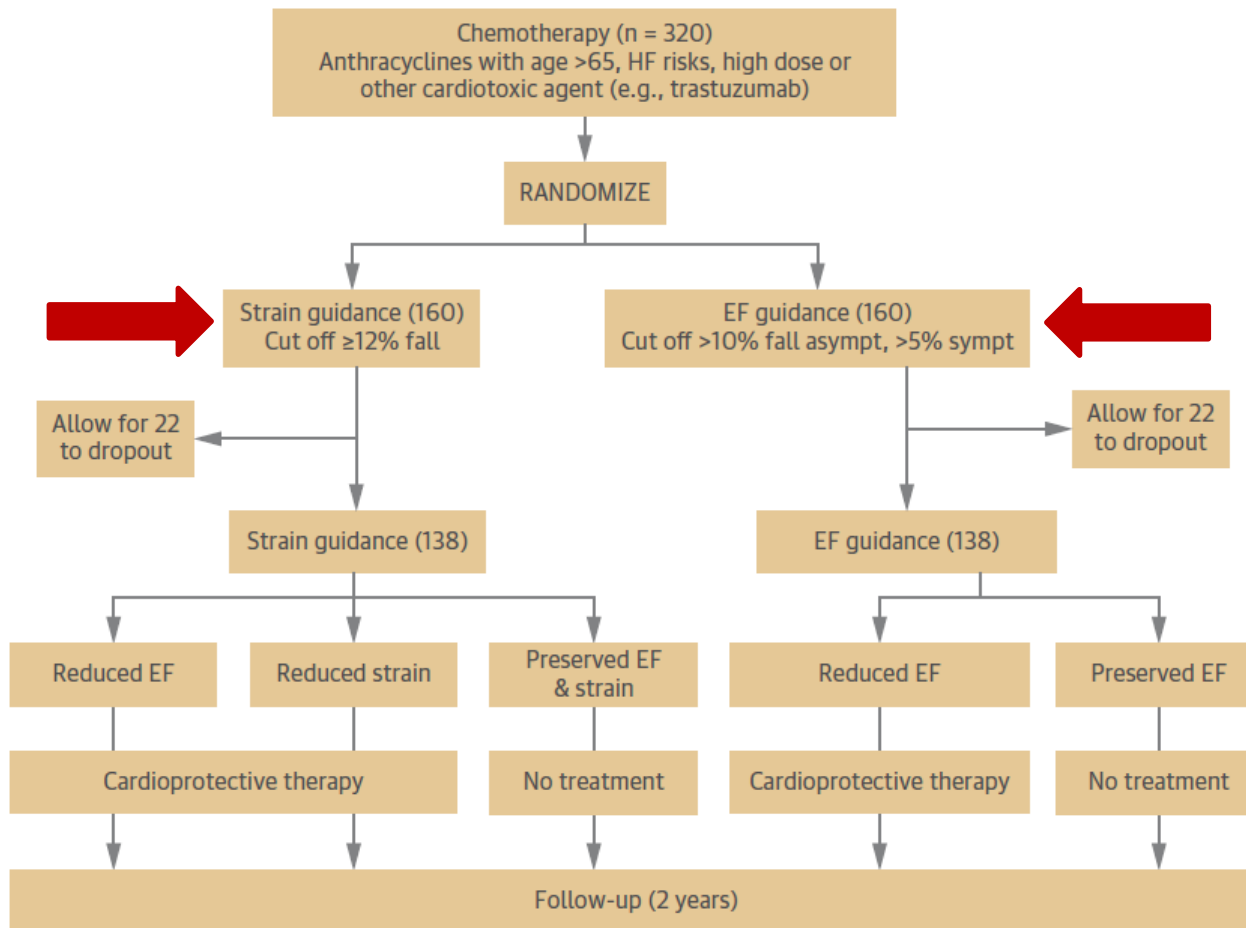 Chemotherapy (n = 320)
Anthracyclines with age >65, HF risks, high dose or
other cardiotoxic agent (e.g., trastuzumab)
RANDOMIZE
Strain guidance (160)
Cut off ≥12% fall
EF guidance (160)
Cut off >10% fall asympt, >5% sympt
Allow for 22
to dropout
Allow for 22
to dropout
Strain guidance (138)
EF guidance (138)
Reduced EF
Reduced strain
Preserved EF
& strain
Reduced EF
Preserved EF
Cardioprotective therapy
No treatment
Cardioprotective therapy
No treatment
Follow-up (2 years)